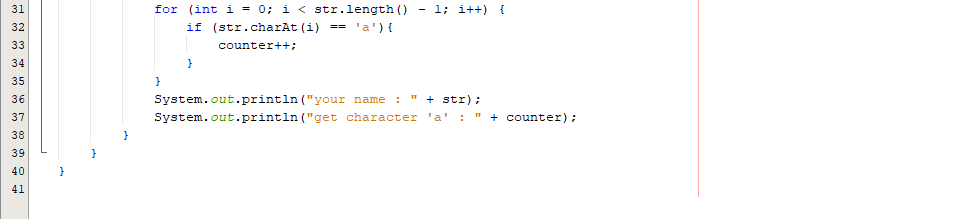 31 for (int i = 0; i < str.length() - 1; i++) {
32 if (str.charAt(i) == 'a'){
33 counter++;
34 }
35 }
36 System.out.println("your name : " + str);
37 System.out.println("get character 'a' : " + counter);
38 }
39 }
40 }
41